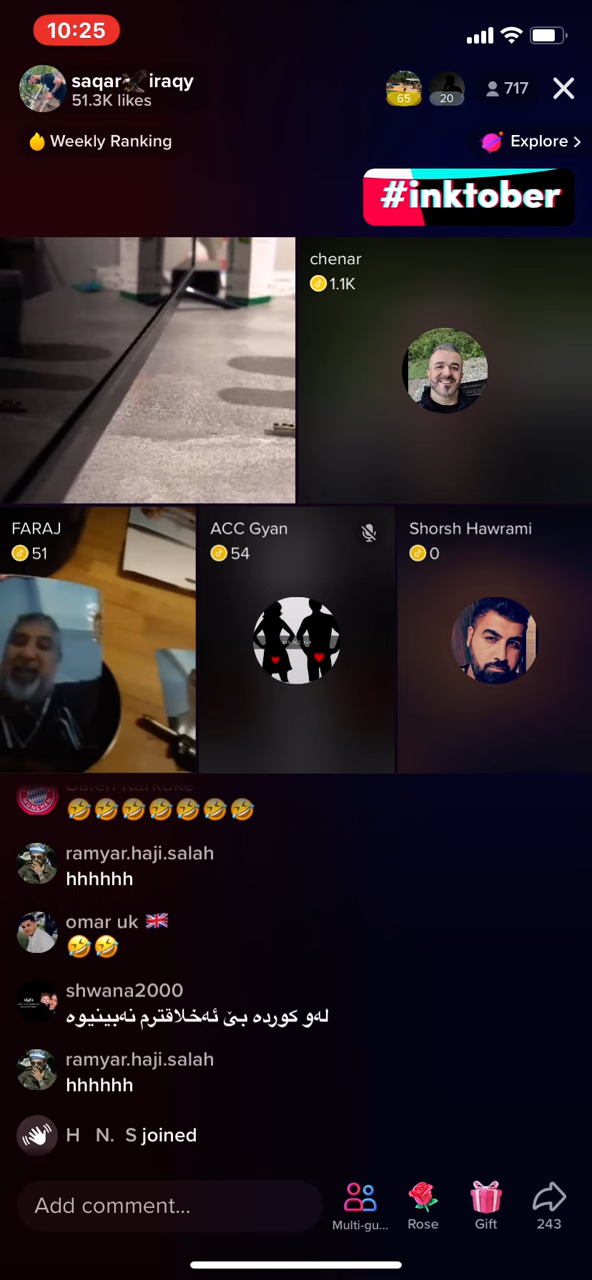 10:25
saqar iraqy
51.3K likes
65
20
717
Weekly Ranking
Explore >
#inktober
chenar
1.1K
FARAJ
51
ACC Gyan
54
Shorsh Hawrami
0
🤣🤣🤣🤣🤣🤣🤣
ramyar.haji.salah
hhhhhh
omar uk 🇬🇧
🤣🤣
shwana2000
لەو کوردە بێ ئەخلاقترم نەبینیوە
ramyar.haji.salah
hhhhhh
H N. S joined
Add comment...
Multi-gu...
Rose
Gift
243